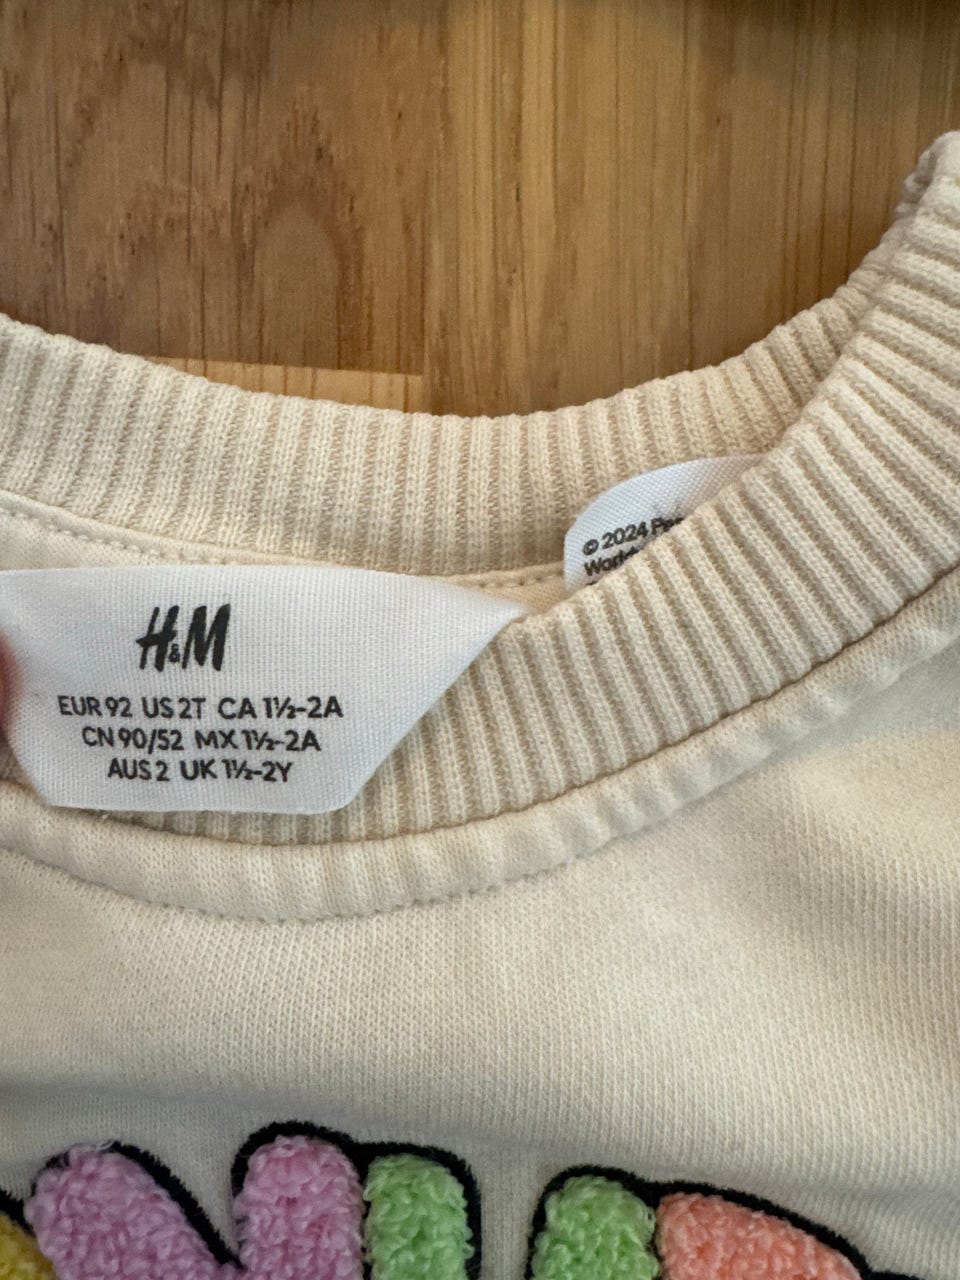 H&M
EUR 92 US 2T CA 1½-2A
CN 90/52 MX 1½-2A
AUS 2 UK 1½-2Y
© 2024